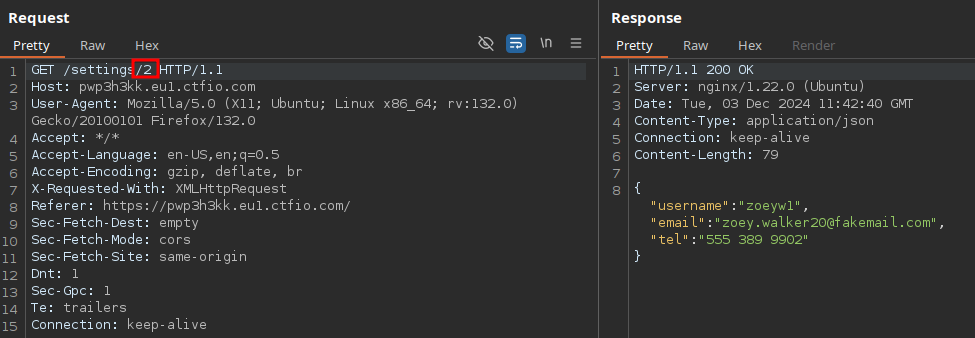 Request
Pretty Raw Hex
\n
1 GET /settings/2 HTTP/1.1
2 Host: pwp3h3kk.eu1.ctfio.com
3 User-Agent: Mozilla/5.0 (X11; Ubuntu; Linux x86_64; rv:132.0)
Gecko/20100101 Firefox/132.0
4 Accept: */*
5 Accept-Language: en-US,en;q=0.5
6 Accept-Encoding: gzip, deflate, br
7 X-Requested-With: XMLHttpRequest
8 Referer: https://pwp3h3kk.eu1.ctfio.com/
9 Sec-Fetch-Dest: empty
10 Sec-Fetch-Mode: cors
11 Sec-Fetch-Site: same-origin
12 Dnt: 1
13 Sec-Gpc: 1
14 Te: trailers
15 Connection: keep-alive
Response
Pretty Raw Hex Render
1 HTTP/1.1 200 OK
2 Server: nginx/1.22.0 (Ubuntu)
3 Date: Tue, 03 Dec 2024 11:42:40 GMT
4 Content-Type: application/json
5 Connection: keep-alive
6 Content-Length: 79
7
8 {
"username":"zoeyw1",
"email":"zoey.walker20@fakemail.com",
"tel":"555 389 9902"
}